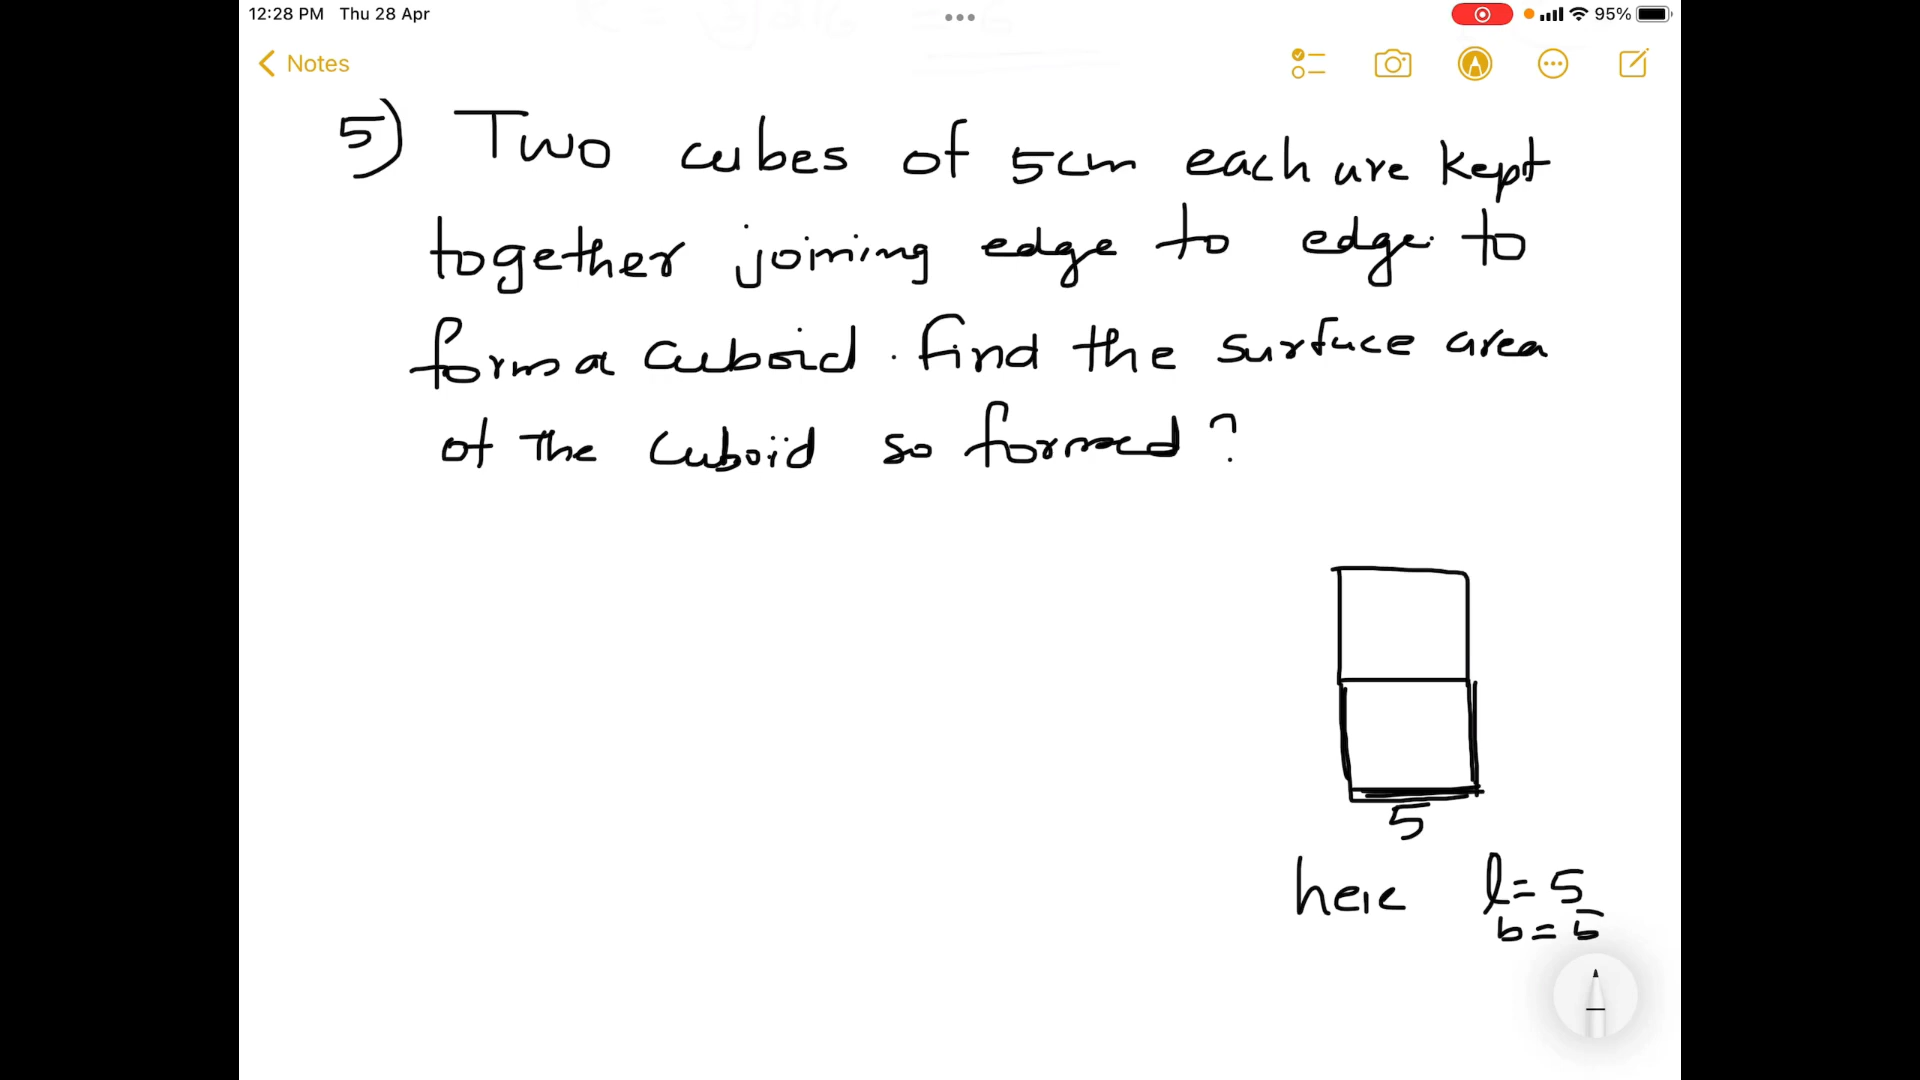 12:28 PM Thu 28 Apr
95%
Notes
5) Two cubes of 5cm each are kept
together joining edge to edge to
form a cuboid. find the surface area
of the cuboid so formed?
5
here l = 5
b = 5